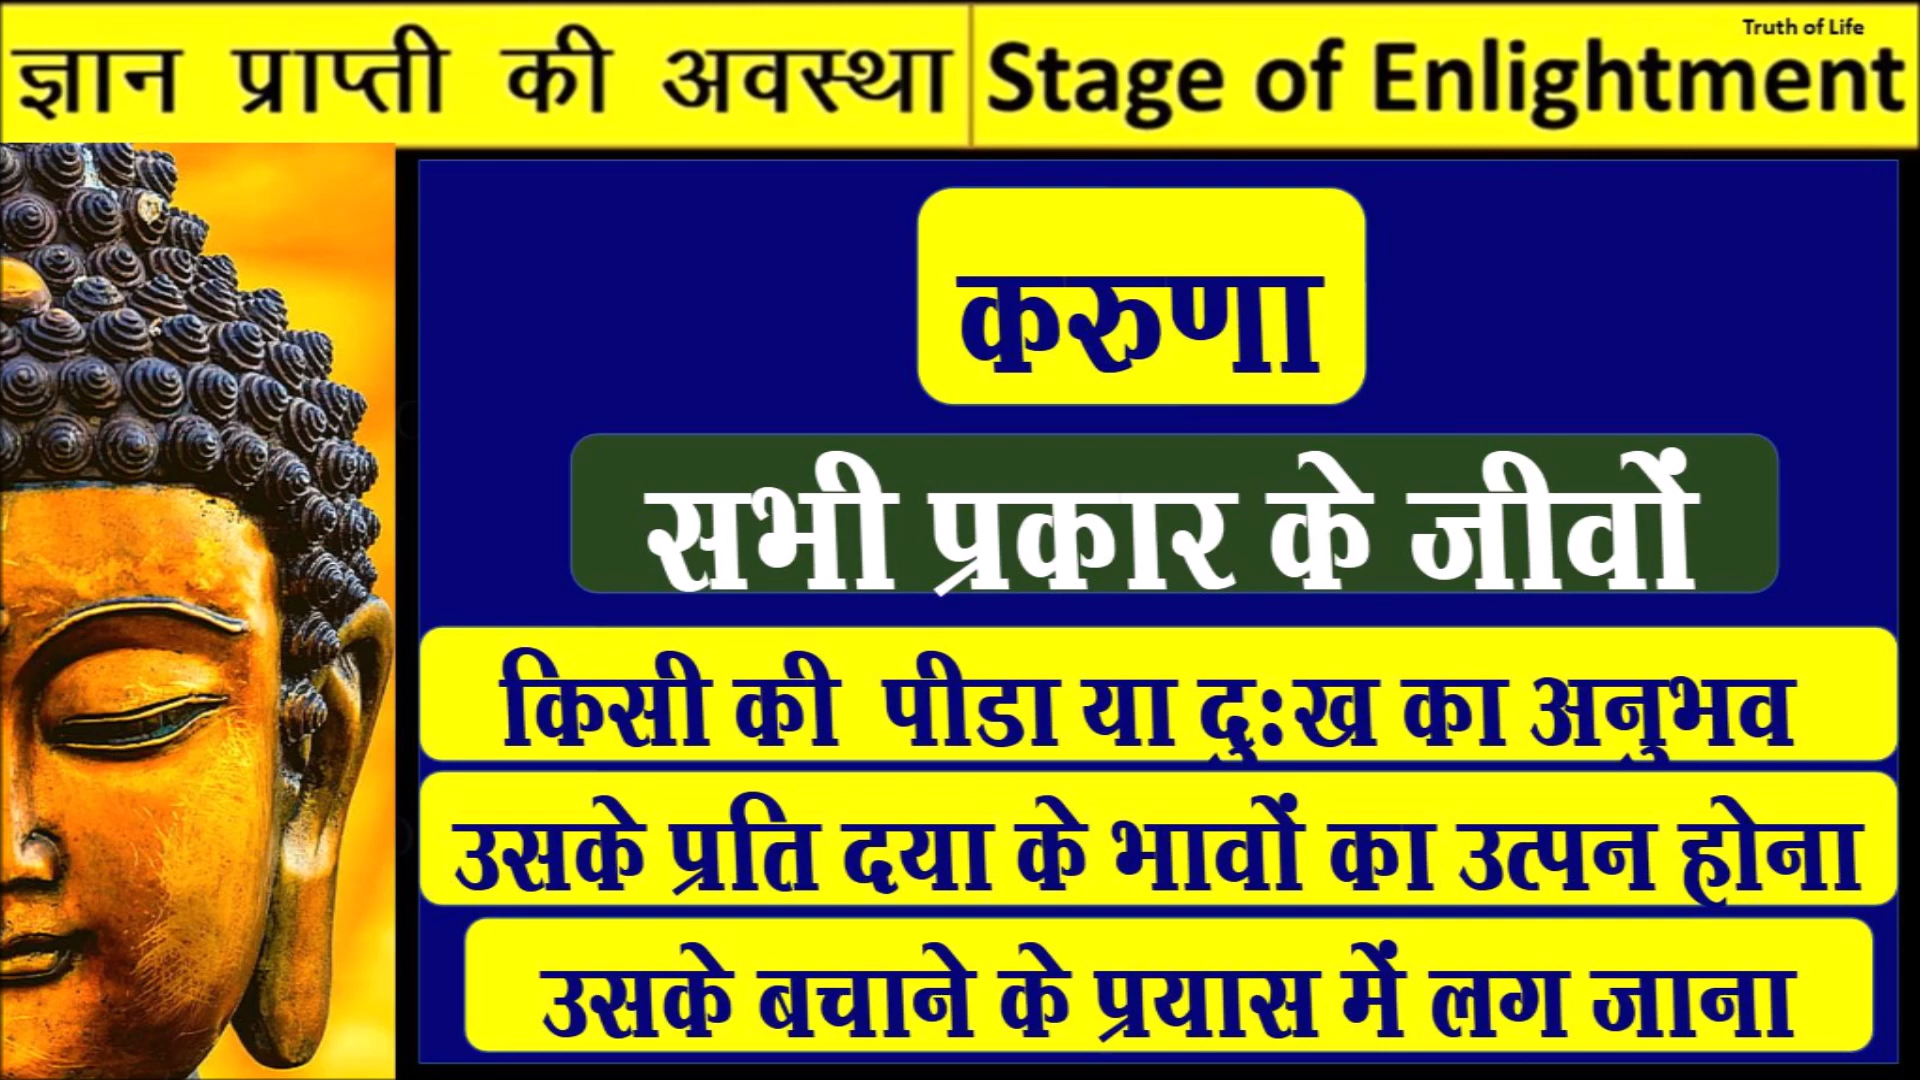 Truth of Life
ज्ञान प्राप्ती की अवस्था Stage of Enlightment
करुणा
सभी प्रकार के जीवों
किसी की पीडा या दु:ख का अनुभव
उसके प्रति दया के भावों का उत्पन होना
उसके बचाने के प्रयास में लग जाना